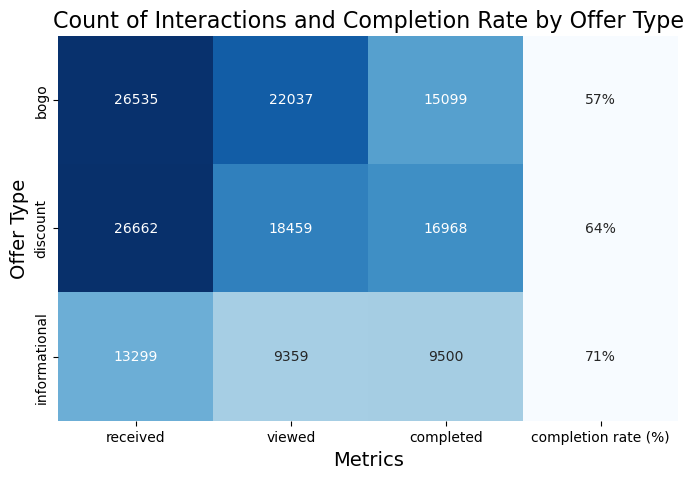 Count of Interactions and Completion Rate by Offer Type
Offer Type
bogo
26535 22037 15099 57%
discount
26662 18459 16968 64%
informational
13299 9359 9500 71%
received viewed completed completion rate (%)
Metrics